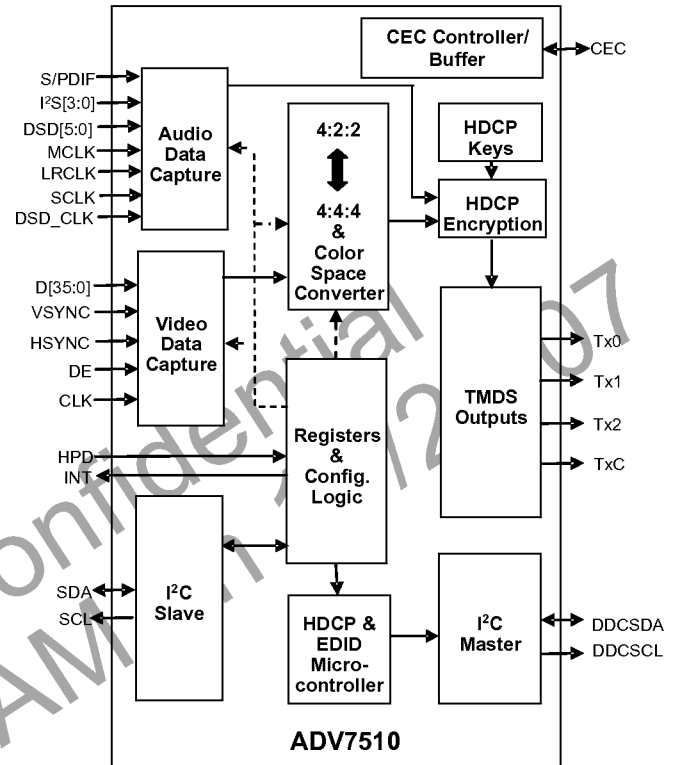 CEC Controller/
Buffer
CEC
S/PDIF
I²S[3:0]
DSD[5:0]
MCLK
LRCLK
SCLK
DSD_CLK
Audio
Data
Capture
4:2:2
4:4:4
&
Color
Space
Converter
HDCP
Keys
HDCP
Encryption
D[35:0]
VSYNC
HSYNC
DE
CLK
Video
Data
Capture
TMDS
Outputs
Tx0
Tx1
Tx2
TxC
HPD
INT
Registers
&
Config.
Logic
SDA
SCL
I²C
Slave
HDCP &
EDID
Micro-
controller
I²C
Master
DDCSDA
DDCSCL
ADV7510
onfidential
AM
07